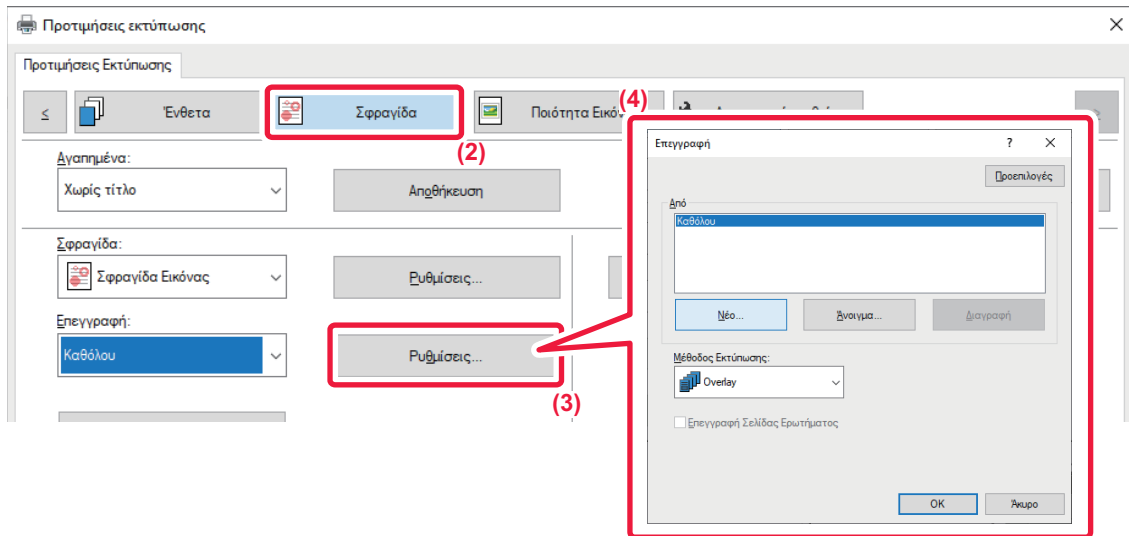 Προτιμήσεις εκτύπωσης
Προτιμήσεις Εκτύπωσης
<
Ένθετα
Σφραγίδα
Ποιότητα Εικόν
(2)
Αγαπημένα:
Χωρίς τίτλο
Αποθήκευση
Σφραγίδα:
Σφραγίδα Εικόνας
Ρυθμίσεις...
Επεγγραφή:
Καθόλου
Ρυθμίσεις...
(3)
(4)
Επεγγραφή
?
Προεπιλογές
Από
Καθόλου
Νέο...
Άνοιγμα...
Διαγραφή
Μέθοδος Εκτύπωσης:
Overlay
Επεγγραφή Σελίδας Ερωτήματος
OK
Άκυρο